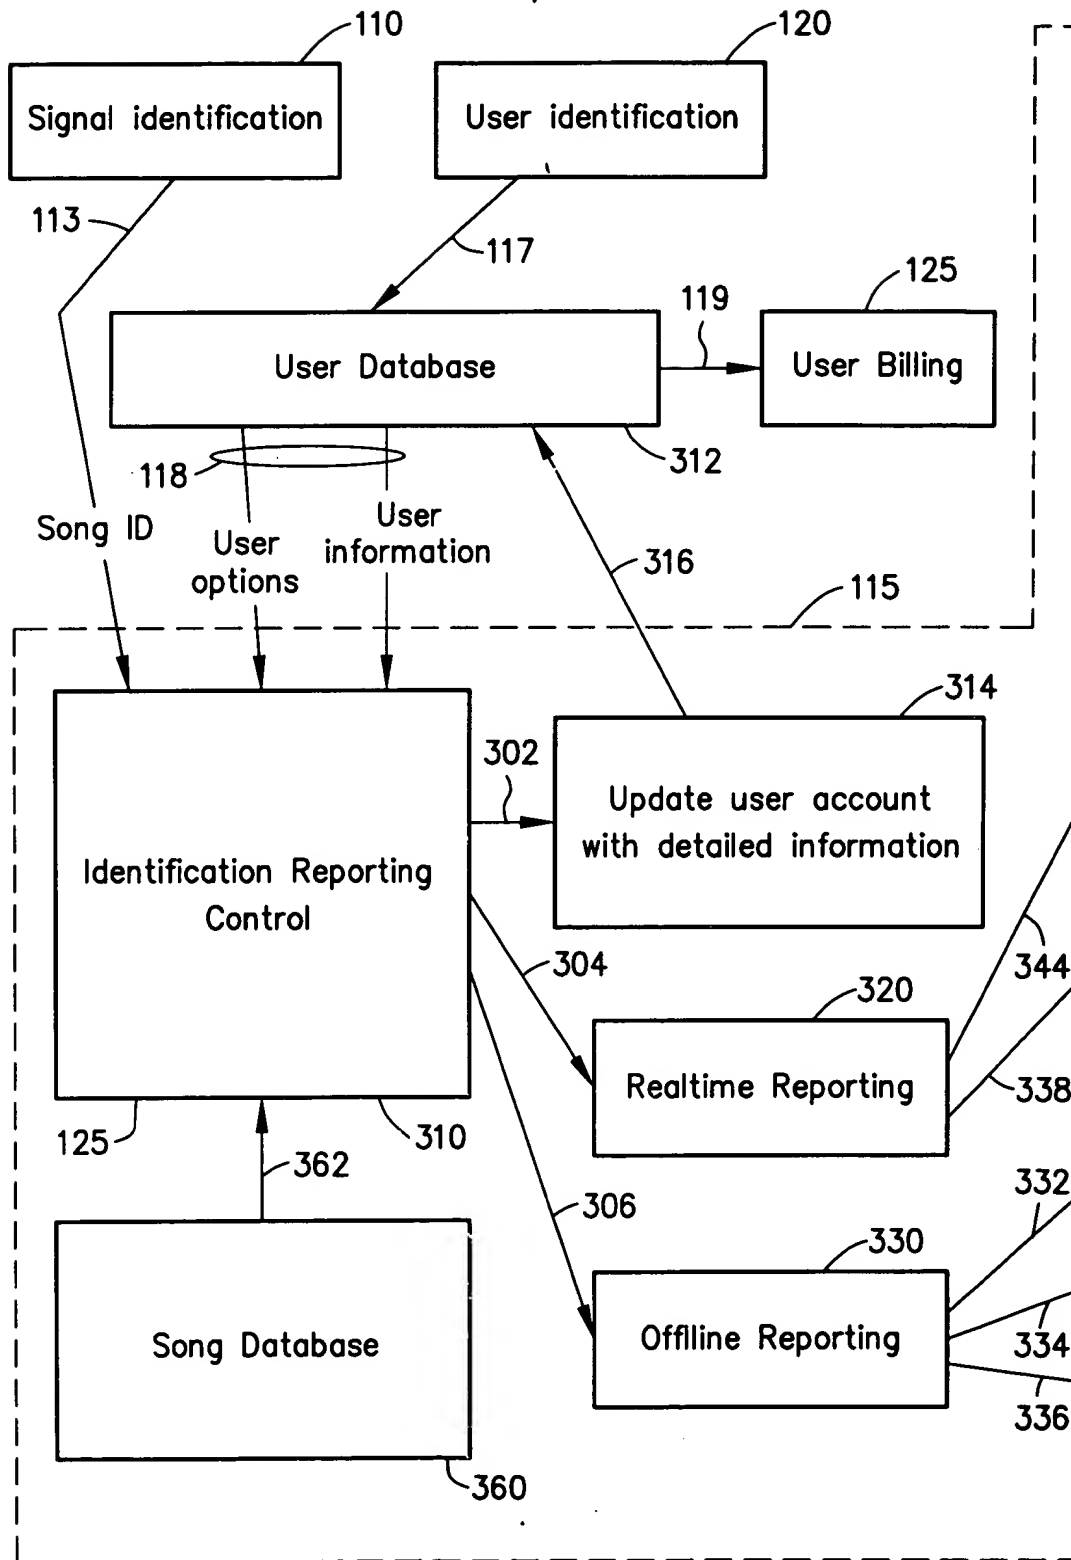 110
120
Signal identification
User identification
113
117
125
119
User Database
User Billing
118
312
Song ID
User
options
User
information
316
115
314
302
Update user account
with detailed information
Identification Reporting
Control
304
344
320
Realtime Reporting
338
125
310
362
332
306
330
Song Database
Offlline Reporting
334
336
360